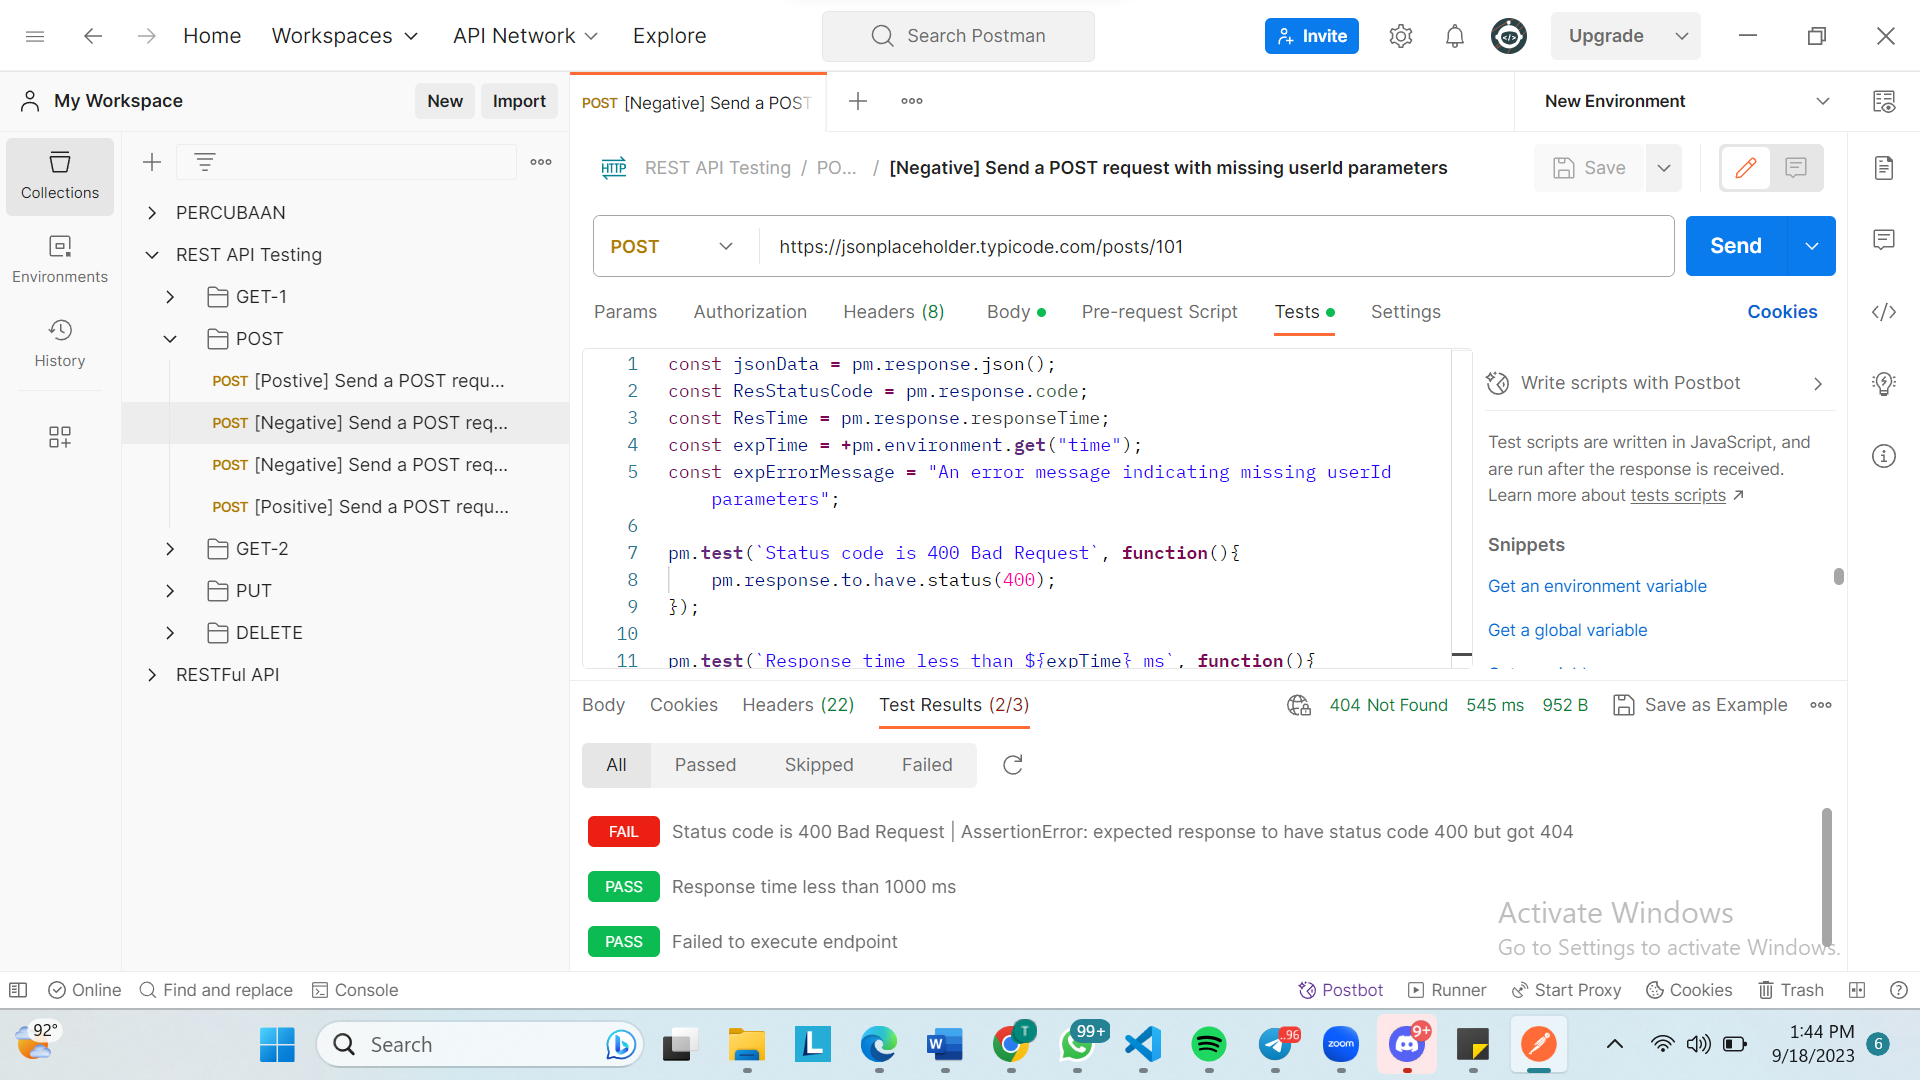 Home
Workspaces
API Network
Explore
Search Postman
Invite
Upgrade
My Workspace
New
Import
POST [Negative] Send a POST
New Environment
Collections
Environments
History
PERCUBAAN
REST API Testing
GET-1
POST
POST [Postive] Send a POST requ...
POST [Negative] Send a POST req...
POST [Negative] Send a POST req...
POST [Positive] Send a POST requ...
GET-2
PUT
DELETE
RESTFul API
HTTP REST API Testing / PO... / [Negative] Send a POST request with missing userId parameters
Save
POST
https://jsonplaceholder.typicode.com/posts/101
Send
Params
Authorization
Headers (8)
Body
Pre-request Script
Tests
Settings
Cookies
1 const jsonData = pm.response.json();
2 const ResStatusCode = pm.response.code;
3 const ResTime = pm.response.responseTime;
4 const expTime = +pm.environment.get("time");
5 const expErrorMessage = "An error message indicating missing userId
parameters";
6
7 pm.test(`Status code is 400 Bad Request`, function(){
8 pm.response.to.have.status(400);
9 });
10
11 pm.test(`Response time less than ${expTime} ms`, function(){
Write scripts with Postbot
Test scripts are written in JavaScript, and
are run after the response is received.
Learn more about tests scripts
Snippets
Get an environment variable
Get a global variable
Body
Cookies
Headers (22)
Test Results (2/3)
404 Not Found
545 ms
952 B
Save as Example
All
Passed
Skipped
Failed
FAIL Status code is 400 Bad Request | AssertionError: expected response to have status code 400 but got 404
PASS Response time less than 1000 ms
PASS Failed to execute endpoint
Activate Windows
Go to Settings to activate Windows.
Online
Find and replace
Console
Postbot
Runner
Start Proxy
Cookies
Trash
92°
Search
L
W
T
99+
..96
zoom
9+
1:44 PM
9/18/2023
6